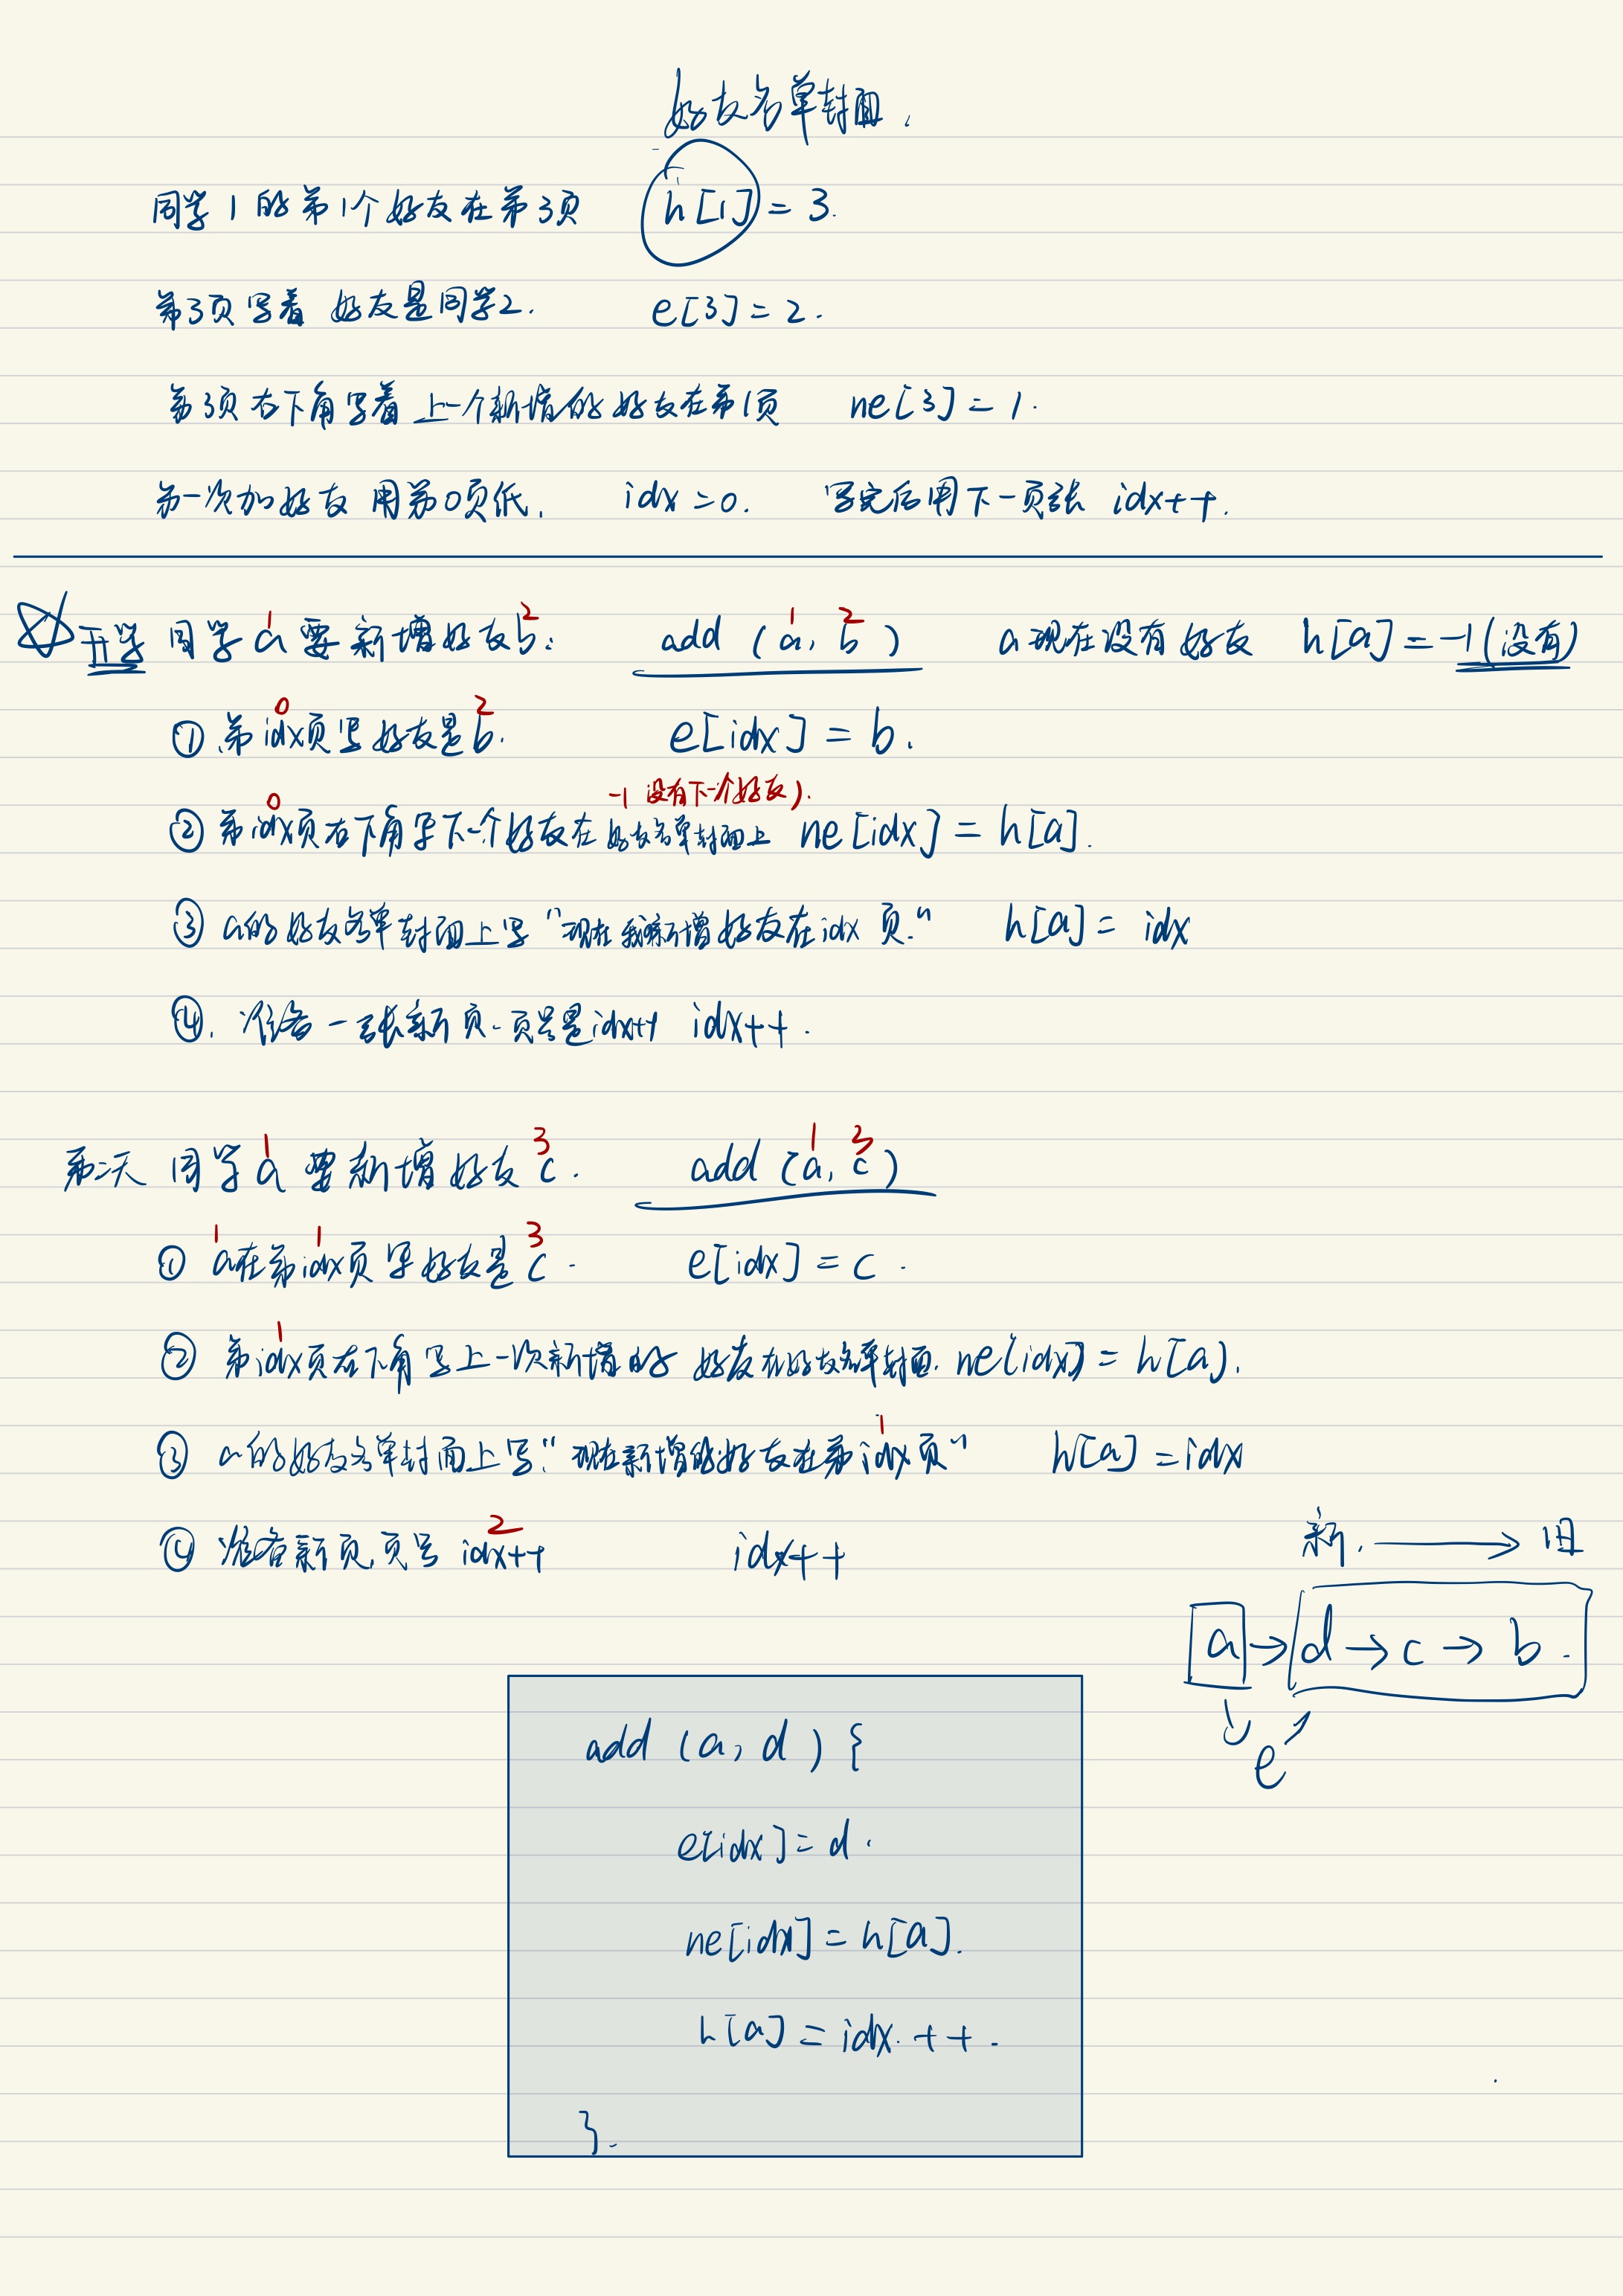 好友名单封面.
同学1的第1个好友在第3页 h[1]=3.
第3页写着 好友是同学2. e[3]=2.
第3页右下角写着 上一个新增的好友在第1页 ne[3]=1.
第一次加好友 用第0页低. idx=0. 写完后用下一页张 idx++.
1 2 1 2
开学 同学a要新增好友b: add (a, b) a现在没有好友 h[a]=-1(没有)
0 2
① 第idx页写好友是b. e[idx]=b.
0 -1 没有下一个好友).
② 第idx页右下角写下一个好友在好友名单封面上 ne[idx]=h[a].
③ a的好友名单封面上写"现在我新增好友在idx页." h[a]=idx
④. 准备一张新页. 页号是idx++ idx++.
1 3 1 3
第二天 同学a要新增好友c. add (a, c)
1 1 3
① a在第idx页写好友是c. e[idx]=c.
1
② 第idx页右下角写上一次新增的好友在好友名单封面. ne[idx]=h[a].
1
③ a的好友名单封面上写:"现在新增的好友在第idx页" h[a]=idx
2
④ 准备新页,页号 idx++ idx++
新. → 旧
a→d→c→b.
e
add (a, d) {
e[idx]=d.
ne[idx]=h[a].
h[a]=idx++.
}.